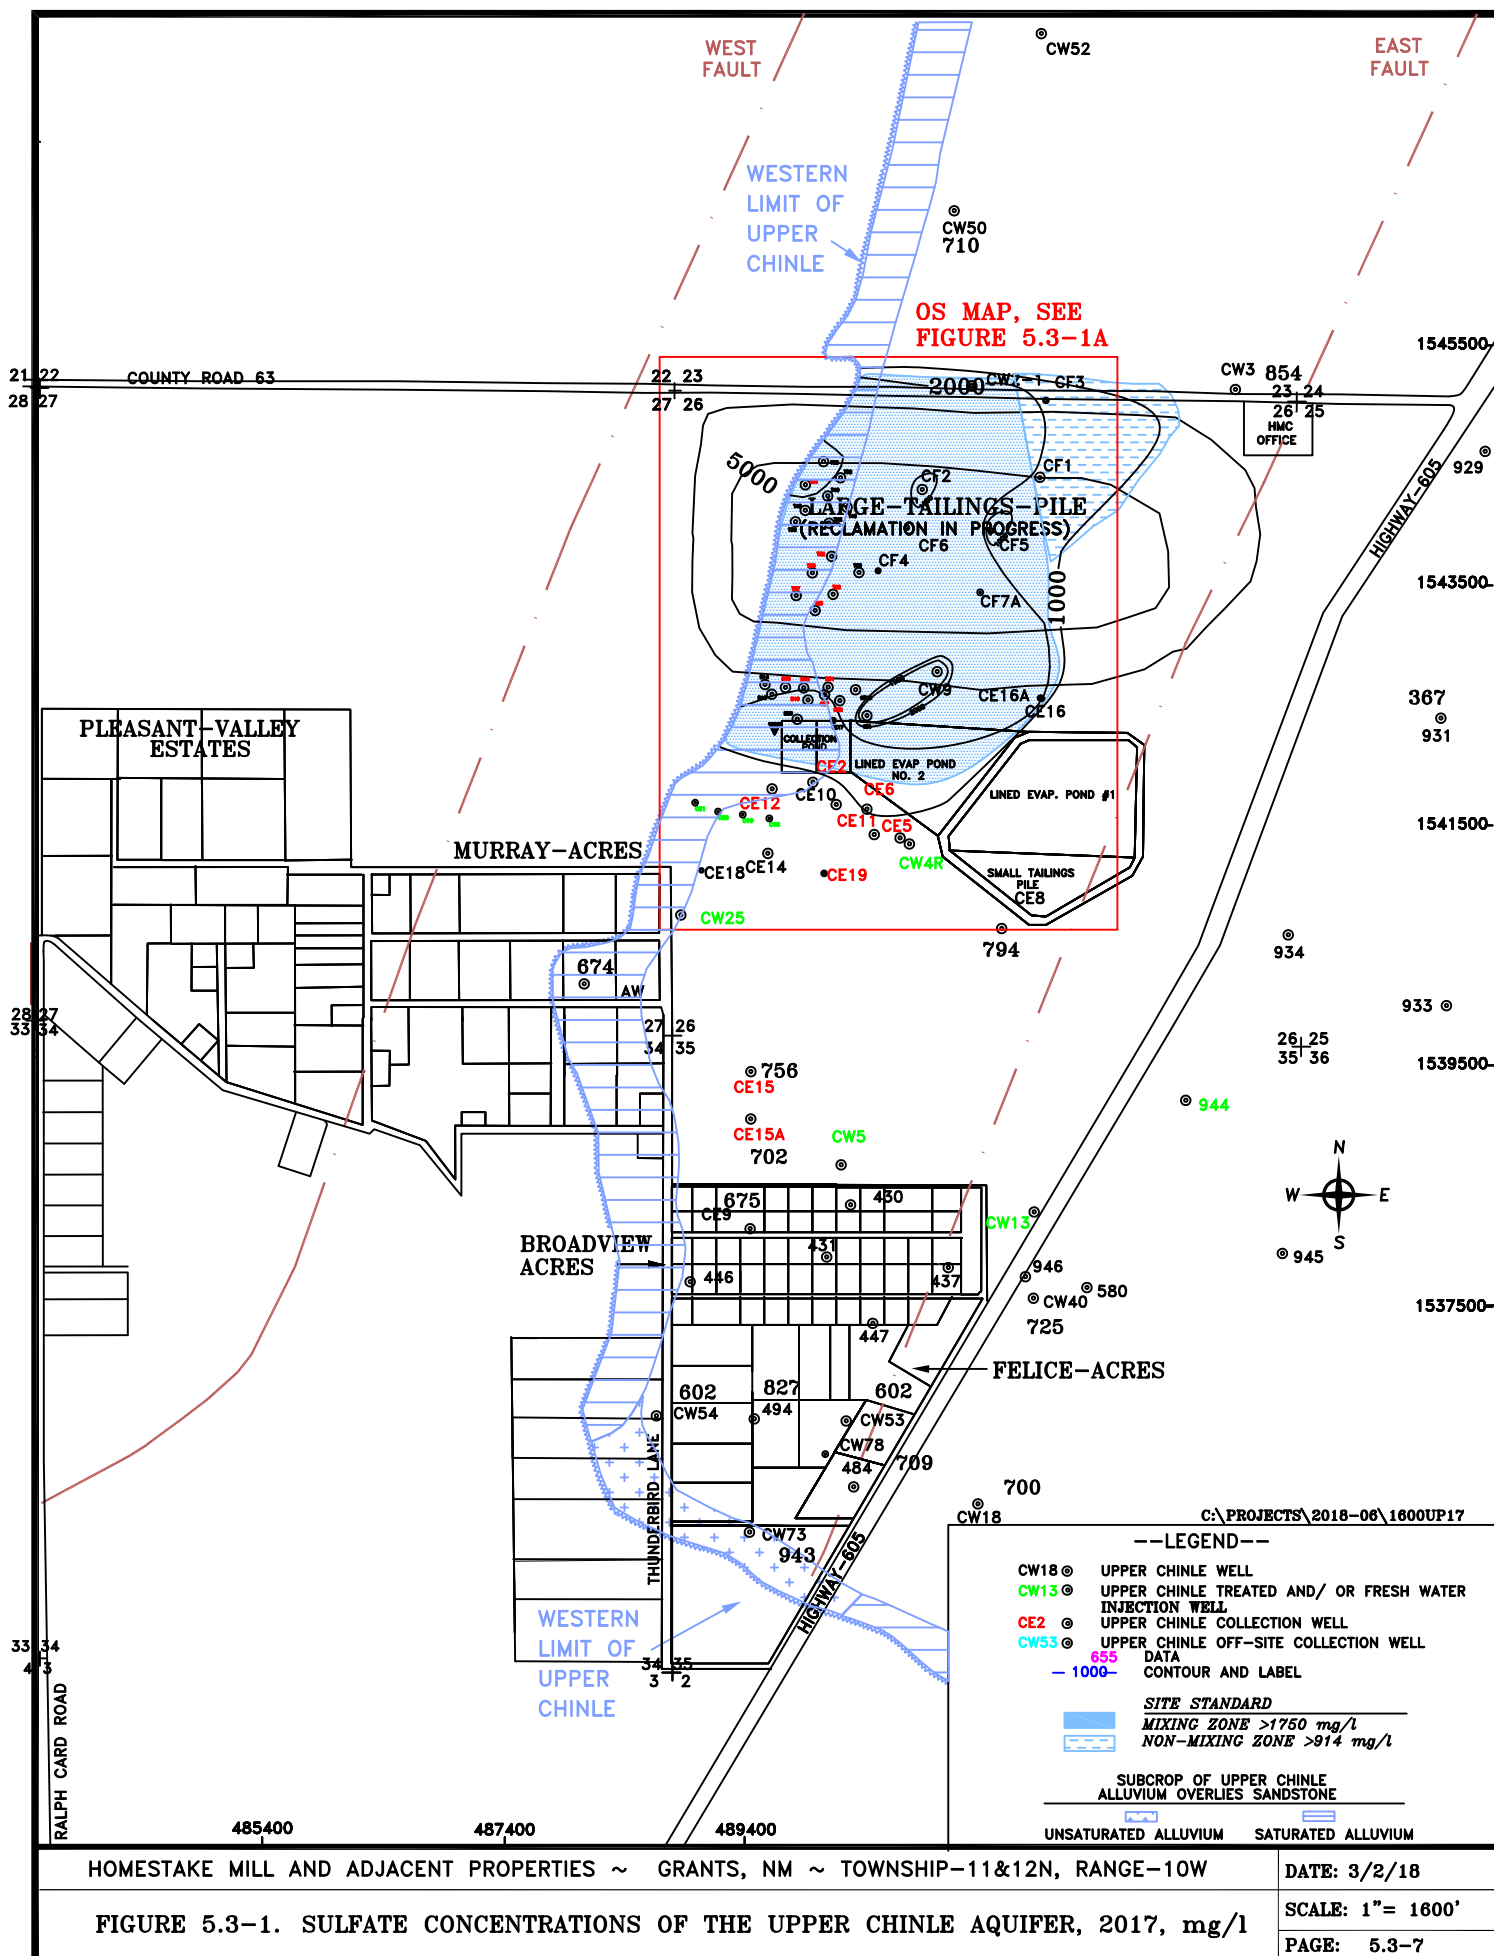 WEST
FAULT
EAST
FAULT
CW52
WESTERN
LIMIT OF
UPPER
CHINLE
CW50
710
OS MAP, SEE
FIGURE 5.3-1A
1545500
21 22
28 27
COUNTY ROAD 63
22 23
27 26
2000
CF3
CW3 854
23 24
26 25
HMC
OFFICE
929
HIGHWAY-605
5000
CF2
CF1
LARGE-TAILINGS-PILE
(RECLAMATION IN PROGRESS)
CF6
CF5
CF4
CF7A
1000
1543500
CW9
CE16A
CE16
367
931
PLEASANT-VALLEY
ESTATES
COLLECTION
POND
LINED EVAP POND
NO. 2
CE2
CE6
LINED EVAP. POND #1
CE12
CE10
CE11
CE5
1541500
MURRAY-ACRES
CE18
CE14
CE19
CW4R
SMALL TAILINGS
PILE
CE8
CW25
794
934
674
AW
933
28 27
33 34
27 26
34 35
26 25
35 36
756
CE15
1539500
944
CE15A
702
CW5
N
W E
S
675
CE9
430
CW13
BROADVIEW
ACRES
431
446
437
946
945
580
CW40
725
1537500
447
FELICE-ACRES
602
827
602
CW54
494
CW53
CW78
484
709
THUNDERBIRD LANE
700
CW18
CW73
943
HIGHWAY-605
WESTERN
LIMIT OF
UPPER
CHINLE
33 34
4 3
34 35
3 2
RALPH CARD ROAD
485400
487400
489400
C:\PROJECTS\2018-06\1600UP17
--LEGEND--
CW18 UPPER CHINLE WELL
CW13 UPPER CHINLE TREATED AND/ OR FRESH WATER
INJECTION WELL
CE2 UPPER CHINLE COLLECTION WELL
CW53 UPPER CHINLE OFF-SITE COLLECTION WELL
655 DATA
1000 CONTOUR AND LABEL
SITE STANDARD
MIXING ZONE >1750 mg/l
NON-MIXING ZONE >914 mg/l
SUBCROP OF UPPER CHINLE
ALLUVIUM OVERLIES SANDSTONE
UNSATURATED ALLUVIUM SATURATED ALLUVIUM
HOMESTAKE MILL AND ADJACENT PROPERTIES ~ GRANTS, NM ~ TOWNSHIP-11&12N, RANGE-10W
DATE: 3/2/18
FIGURE 5.3-1. SULFATE CONCENTRATIONS OF THE UPPER CHINLE AQUIFER, 2017, mg/l
SCALE: 1"= 1600'
PAGE: 5.3-7